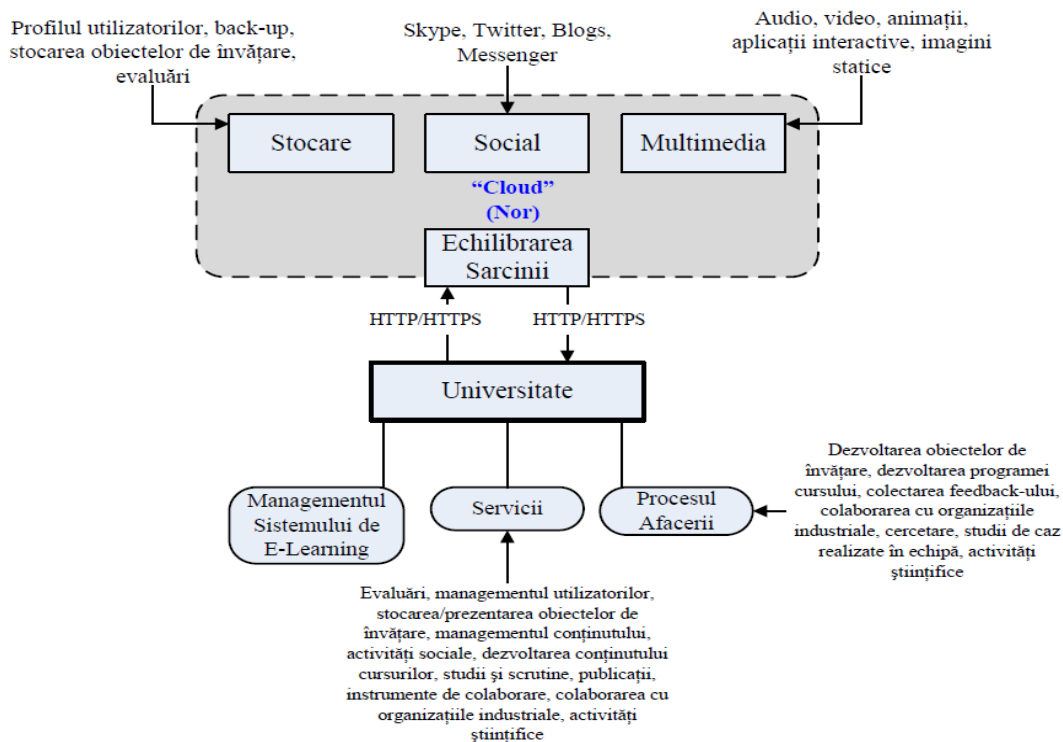 Profilul utilizatorilor, back-up,
stocarea obiectelor de învățare,
evaluări
Skype, Twitter, Blogs,
Messenger
Audio, video, animații,
aplicații interactive, imagini
statice
Stocare
Social
Multimedia
“Cloud”
(Nor)
Echilibrarea
Sarcinii
HTTP/HTTPS
HTTP/HTTPS
Universitate
Managementul
Sistemului de
E-Learning
Servicii
Procesul
Afacerii
Dezvoltarea obiectelor de
învățare, dezvoltarea programei
cursului, colectarea feedback-ului,
colaborarea cu organizațiile
industriale, cercetare, studii de caz
realizate în echipă, activități
științifice
Evaluări, managementul utilizatorilor,
stocarea/prezentarea obiectelor de
învățare, managementul conținutului,
activități sociale, dezvoltarea conținutului
cursurilor, studii şi scrutine, publicații,
instrumente de colaborare, colaborarea cu
organizațiile industriale, activități
ştiințifice